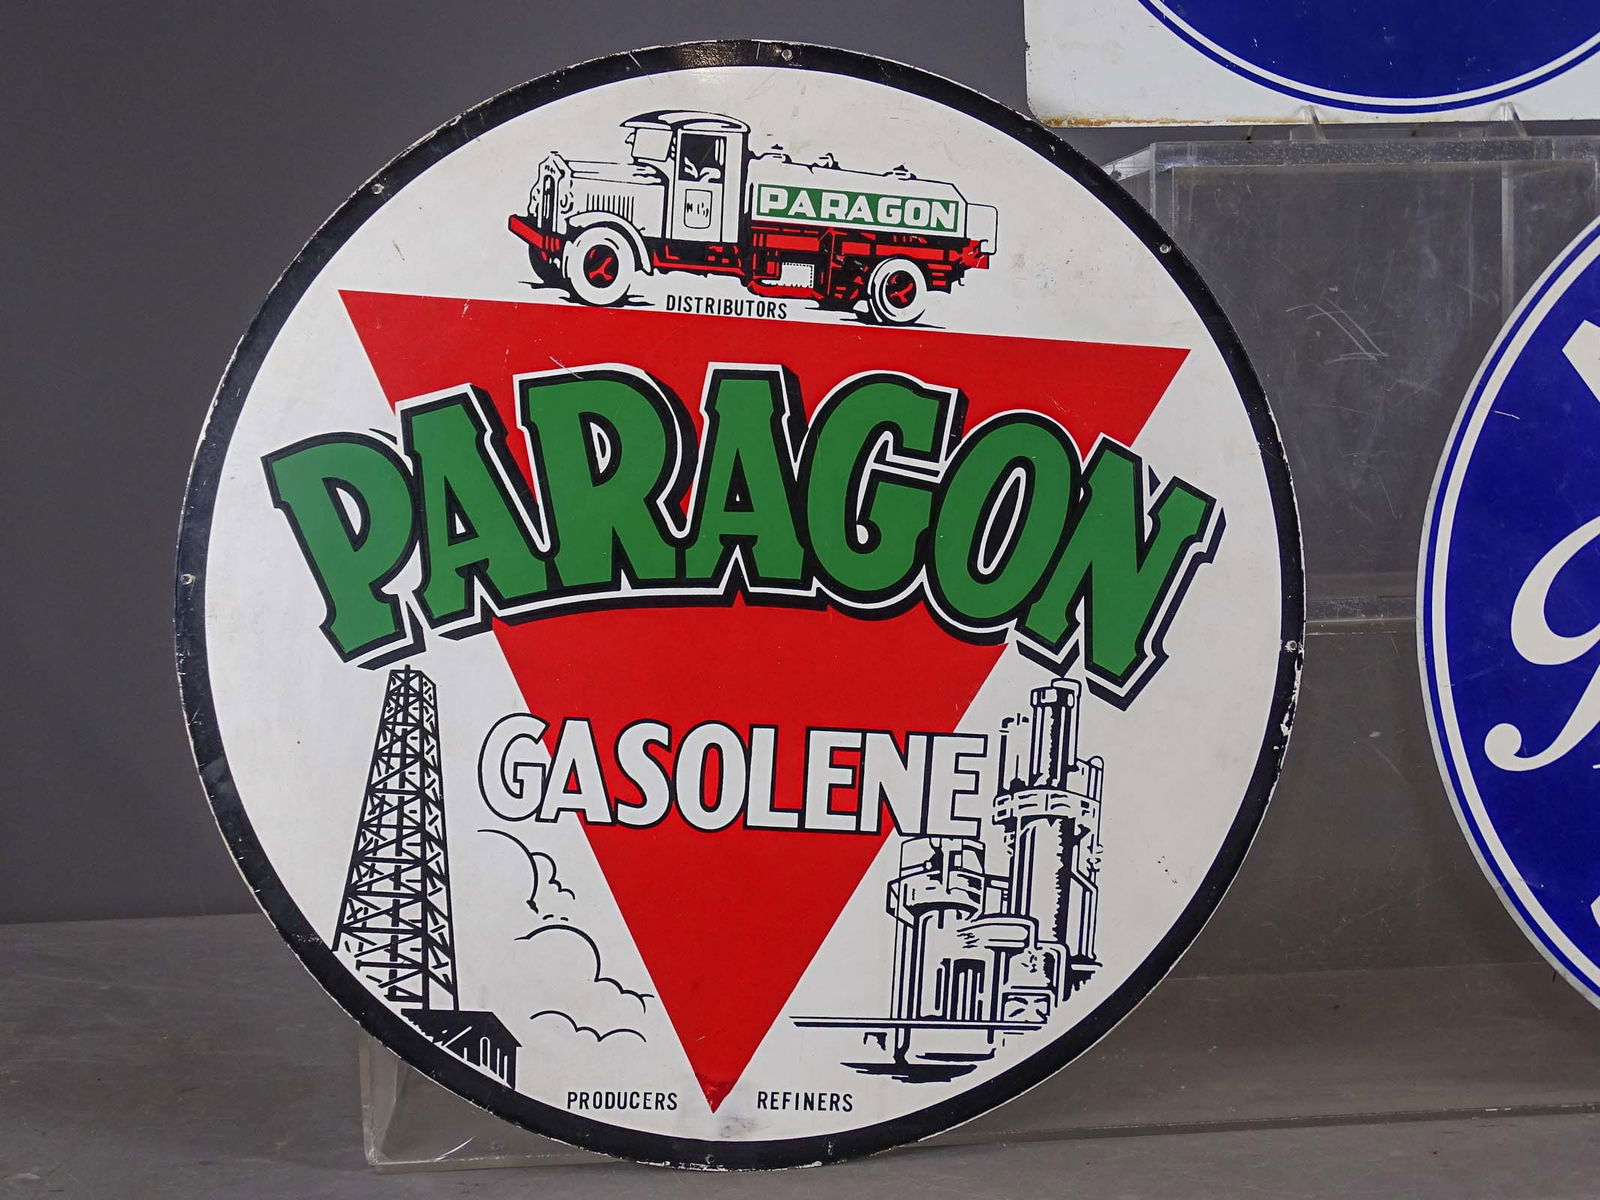 PARAGON
DISTRIBUTORS
PARAGON
GASOLENE
PRODUCERS REFINERS